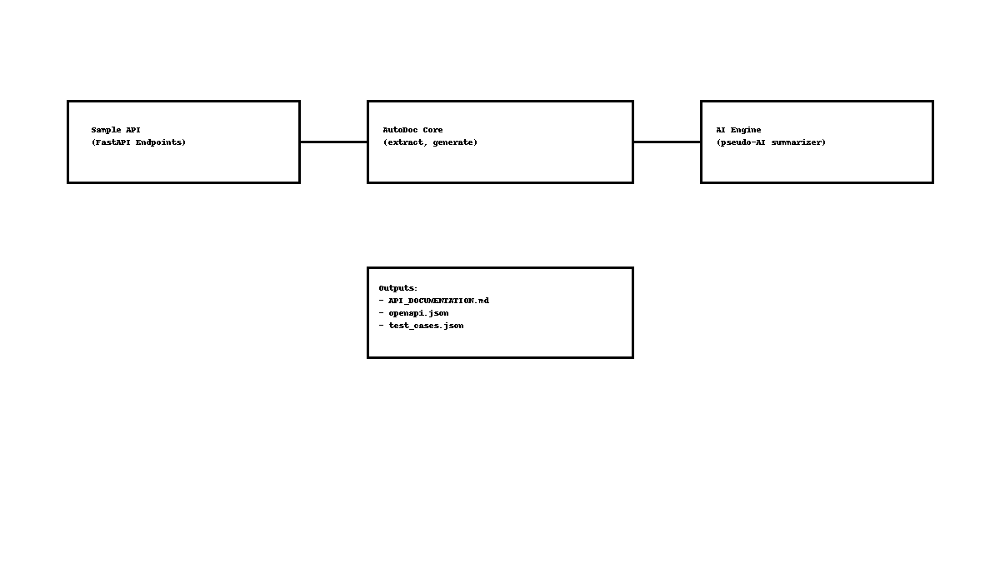 Sample API
(FastAPI Endpoints)
AutoDoc Core
(extract, generate)
AI Engine
(pseudo-AI summarizer)
Outputs:
- API_DOCUMENTATION.md
- openapi.json
- test_cases.json